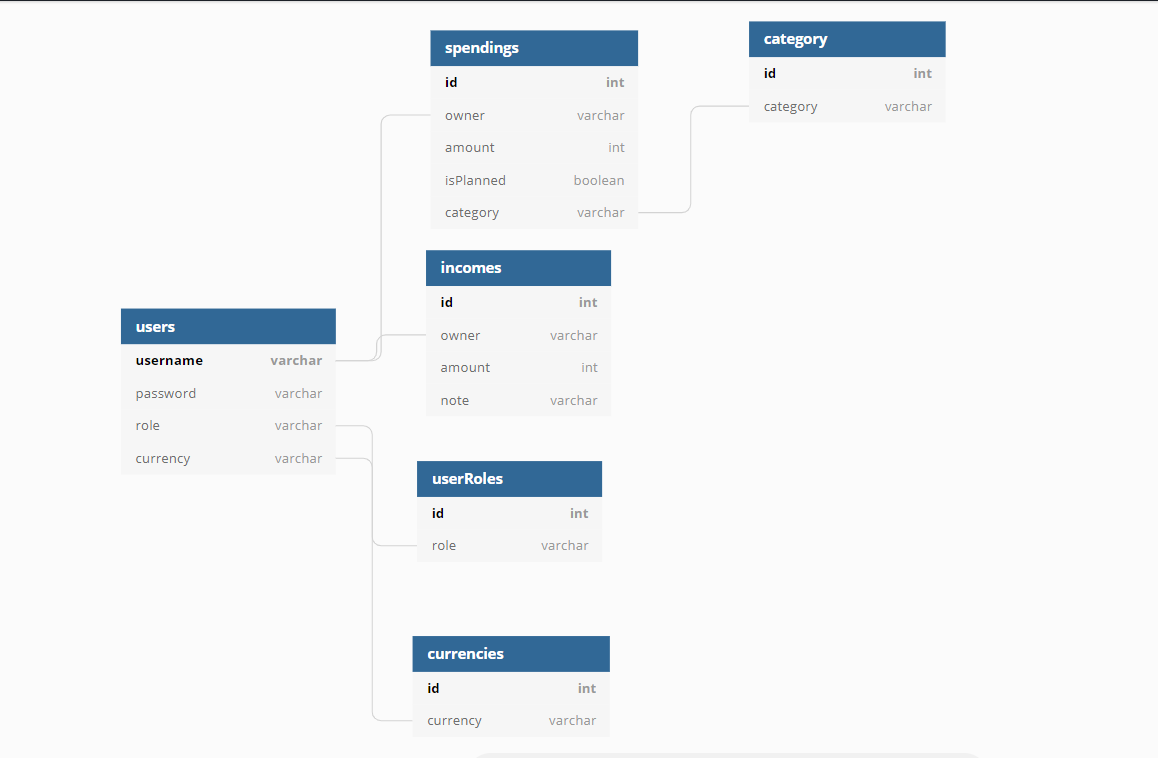 spendings
id int
owner varchar
amount int
isPlanned boolean
category varchar
category
id int
category varchar
incomes
id int
owner varchar
amount int
note varchar
users
username varchar
password varchar
role varchar
currency varchar
userRoles
id int
role varchar
currencies
id int
currency varchar